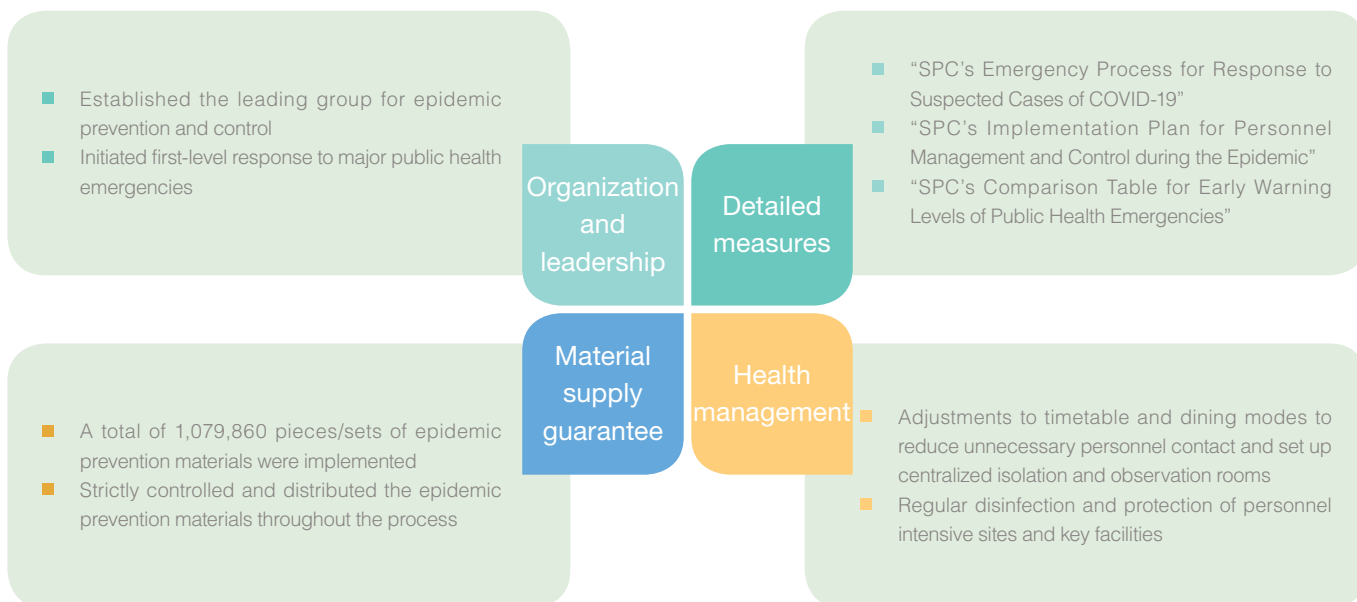 Established the leading group for epidemic
prevention and control
Initiated first-level response to major public health
emergencies
Organization
and
leadership
Detailed
measures
“SPC’s Emergency Process for Response to
Suspected Cases of COVID-19”
“SPC’s Implementation Plan for Personnel
Management and Control during the Epidemic”
“SPC’s Comparison Table for Early Warning
Levels of Public Health Emergencies”
A total of 1,079,860 pieces/sets of epidemic
prevention materials were implemented
Strictly controlled and distributed the epidemic
prevention materials throughout the process
Material
supply
guarantee
Health
management
Adjustments to timetable and dining modes to
reduce unnecessary personnel contact and set up
centralized isolation and observation rooms
Regular disinfection and protection of personnel
intensive sites and key facilities